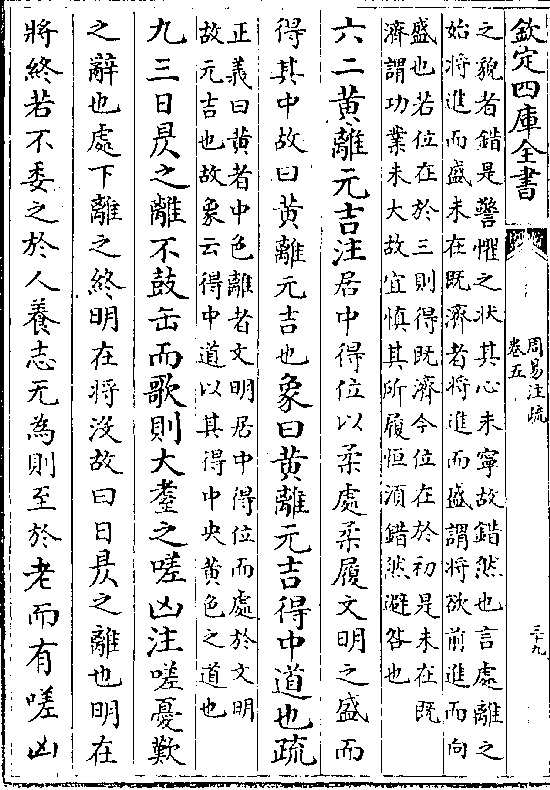 欽定四庫全書
周易注疏
卷五
三十九
之貌者錯是警懼之状其心未寧故錯然也言處離之
始將進而盛未在既濟者將進而盛謂將欲前進而向
盛也若位在於三則得既濟今位在於初是未在既
濟謂功業未大故宜慎其所履恒須錯然避咎也
六二黄離元吉注居中得位以柔處柔履文明之盛而
得其中故曰黄離元吉也象曰黄離元吉得中道也疏
正義曰黄者中色離者文明居中得位而處於文明
故元吉也故象云得中道以其得中央黄色之道也
九三日昃之離不鼓缶而歌則大耋之嗟凶注嗟憂歎
之辭也處下離之終明在將没故曰日昃之離也明在
將終若不委之於人養志无為則至於老而有嗟凶